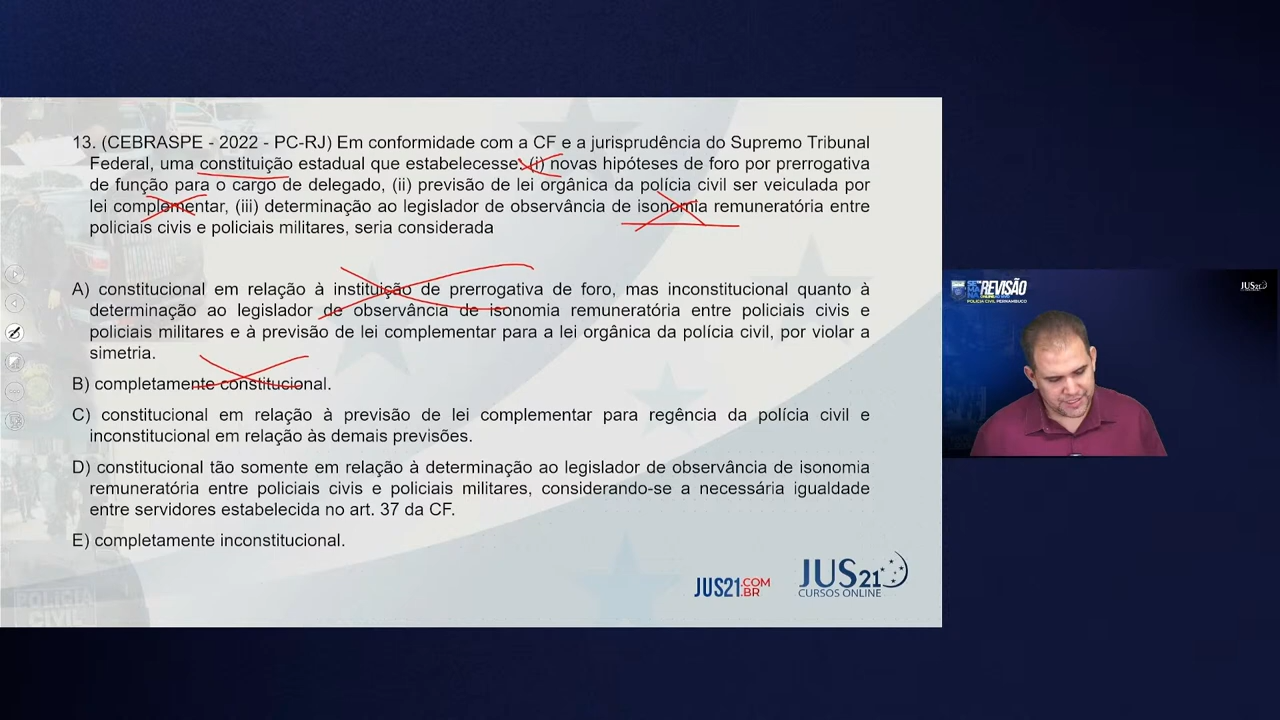 13. (CEBRASPE - 2022 - PC-RJ) Em conformidade com a CF e a jurisprudência do Supremo Tribunal
Federal, uma constituição estadual que estabelecesse: (i) novas hipóteses de foro por prerrogativa
de função para o cargo de delegado, (ii) previsão de lei orgânica da polícia civil ser veiculada por
lei complementar, (iii) determinação ao legislador de observância de isonomia remuneratória entre
policiais civis e policiais militares, seria considerada
A) constitucional em relação à instituição de prerrogativa de foro, mas inconstitucional quanto à
determinação ao legislador de observância de isonomia remuneratória entre policiais civis e
policiais militares e à previsão de lei complementar para a lei orgânica da polícia civil, por violar a
simetria.
B) completamente constitucional.
C) constitucional em relação à previsão de lei complementar para regência da polícia civil e
inconstitucional em relação às demais previsões.
D) constitucional tão somente em relação à determinação ao legislador de observância de isonomia
remuneratória entre policiais civis e policiais militares, considerando-se a necessária igualdade
entre servidores estabelecida no art. 37 da CF.
E) completamente inconstitucional.
JUS21.COM.BR
JUS21
CURSOS ONLINE
SEMANA REVISÃO
POLÍCIA CIVIL PERNAMBUCO
JUS21
POLÍCIA
CIVIL